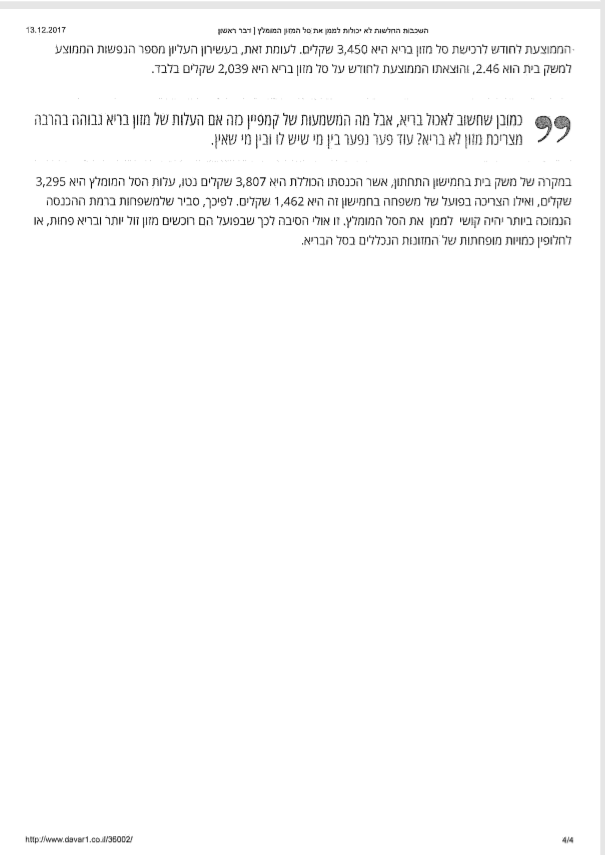 13.12.2017
השכבות החלשות לא יכולות לממן את סל המזון המומלץ | דבר ראשון
הממוצעת לחודש לרכישת סל מזון בריא היא 3,450 שקלים. לעומת זאת, בעשירון העליון מספר הנפשות הממוצע
למשק בית הוא 2.46, והוצאתו הממוצעת לחודש על סל מזון בריא היא 2,039 שקלים בלבד.
כמובן שחשוב לאכול בריא, אבל מה המשמעות של קמפיין כזה אם העלות של מזון בריא גבוהה בהרבה
מצריכת מזון לא בריא? עוד פער נפער בין מי שיש לו ובין מי שאין.
במקרה של משק בית בחמישון התחתון, אשר הכנסתו הכוללת היא 3,807 שקלים נטו, עלות הסל המומלץ היא 3,295
שקלים, ואילו הצריכה בפועל של משפחה בחמישון זה היא 1,462 שקלים. לפיכך, סביר שלמשפחות ברמת ההכנסה
הנמוכה ביותר יהיה קושי לממן את הסל המומלץ. זו אולי הסיבה לכך שבפועל הם רוכשים מזון זול יותר ובריא פחות, או
לחלופין כמויות מופחתות של המזונות הנכללים בסל הבריא.
http://www.davar1.co.il/36002/
4/4